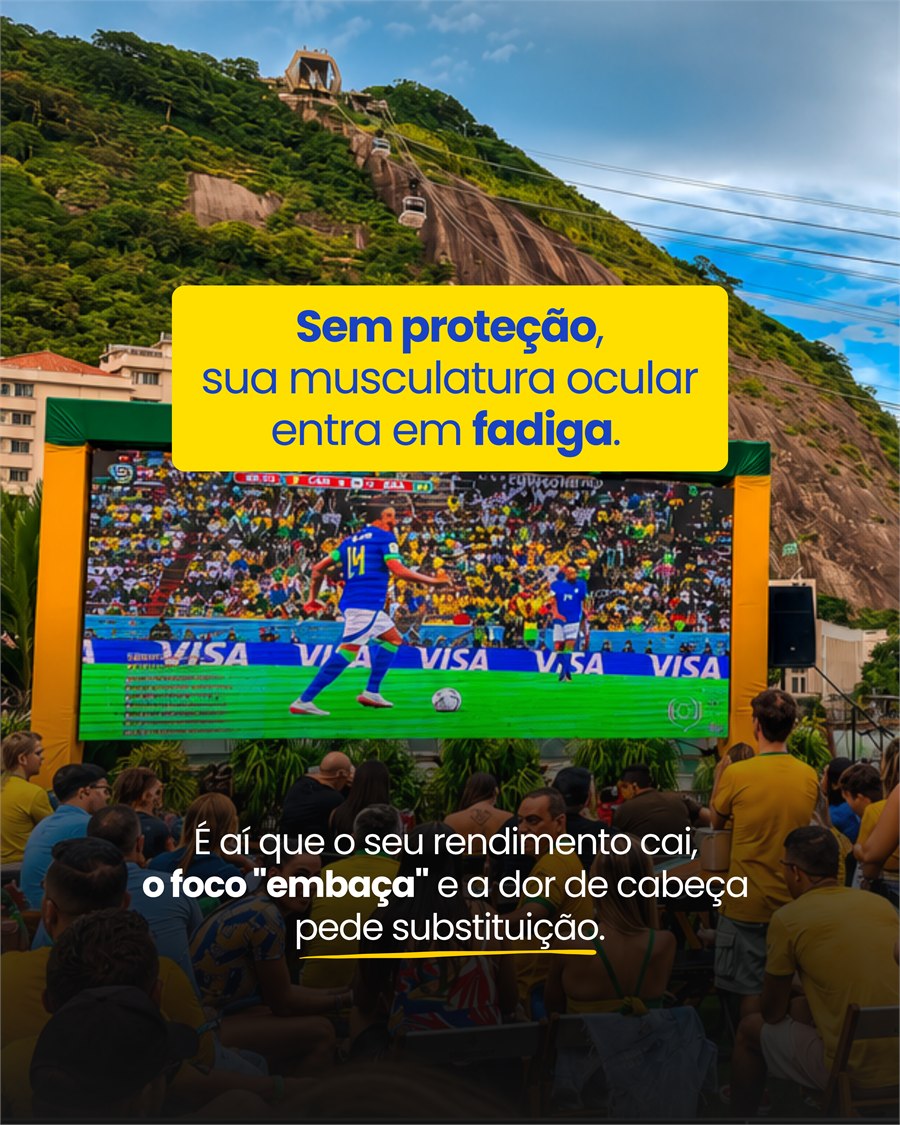 Sem proteção,
sua musculatura ocular
entra em fadiga.
14
VISA VISA VISA VISA VISA
É aí que o seu rendimento cai,
o foco "embaça" e a dor de cabeça
pede substituição.